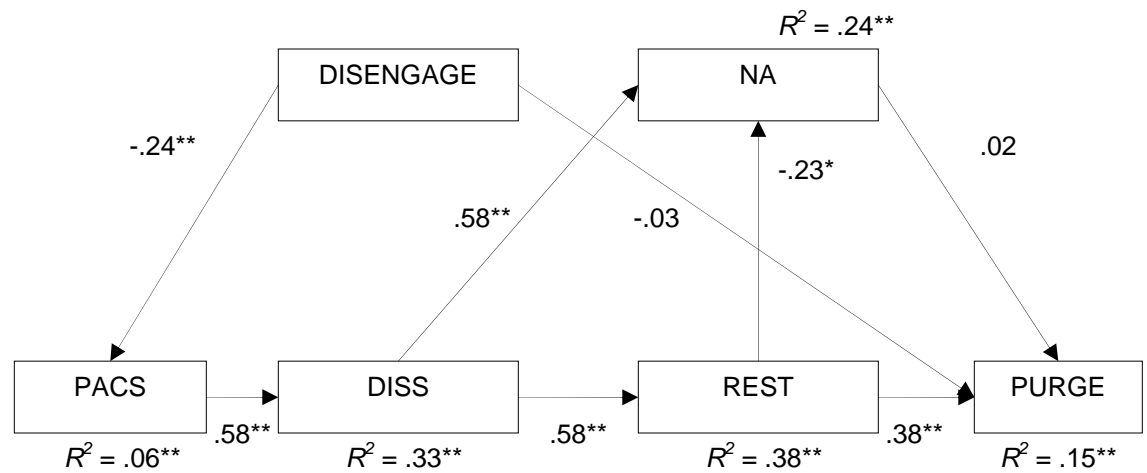 R² = .24**
DISENGAGE
NA
-.24**
.02
-.23*
.58**
-.03
PACS
DISS
REST
PURGE
.58**
.58**
.38**
R² = .06**
R² = .33**
R² = .38**
R² = .15**